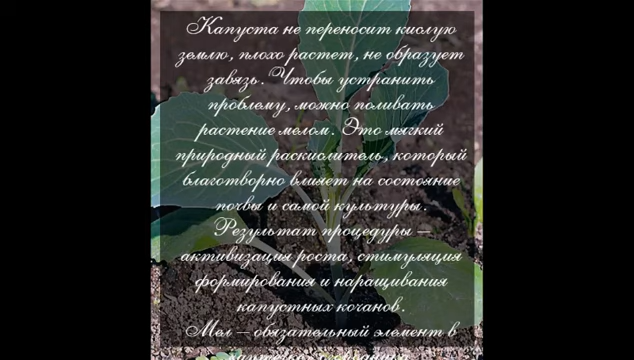 Капуста не переносит кислую
землю, плохо растет, не образует
завязь. Чтобы устранить
проблему, можно поливать
растение мелом. Это мягкий
природный раскислитель, который
благотворно влияет на состояние
почвы и самой культуры.
Результат процедуры –
активизация роста, стимуляция
формирования и наращивания
капустных кочанов.
Мел – обязательный элемент в